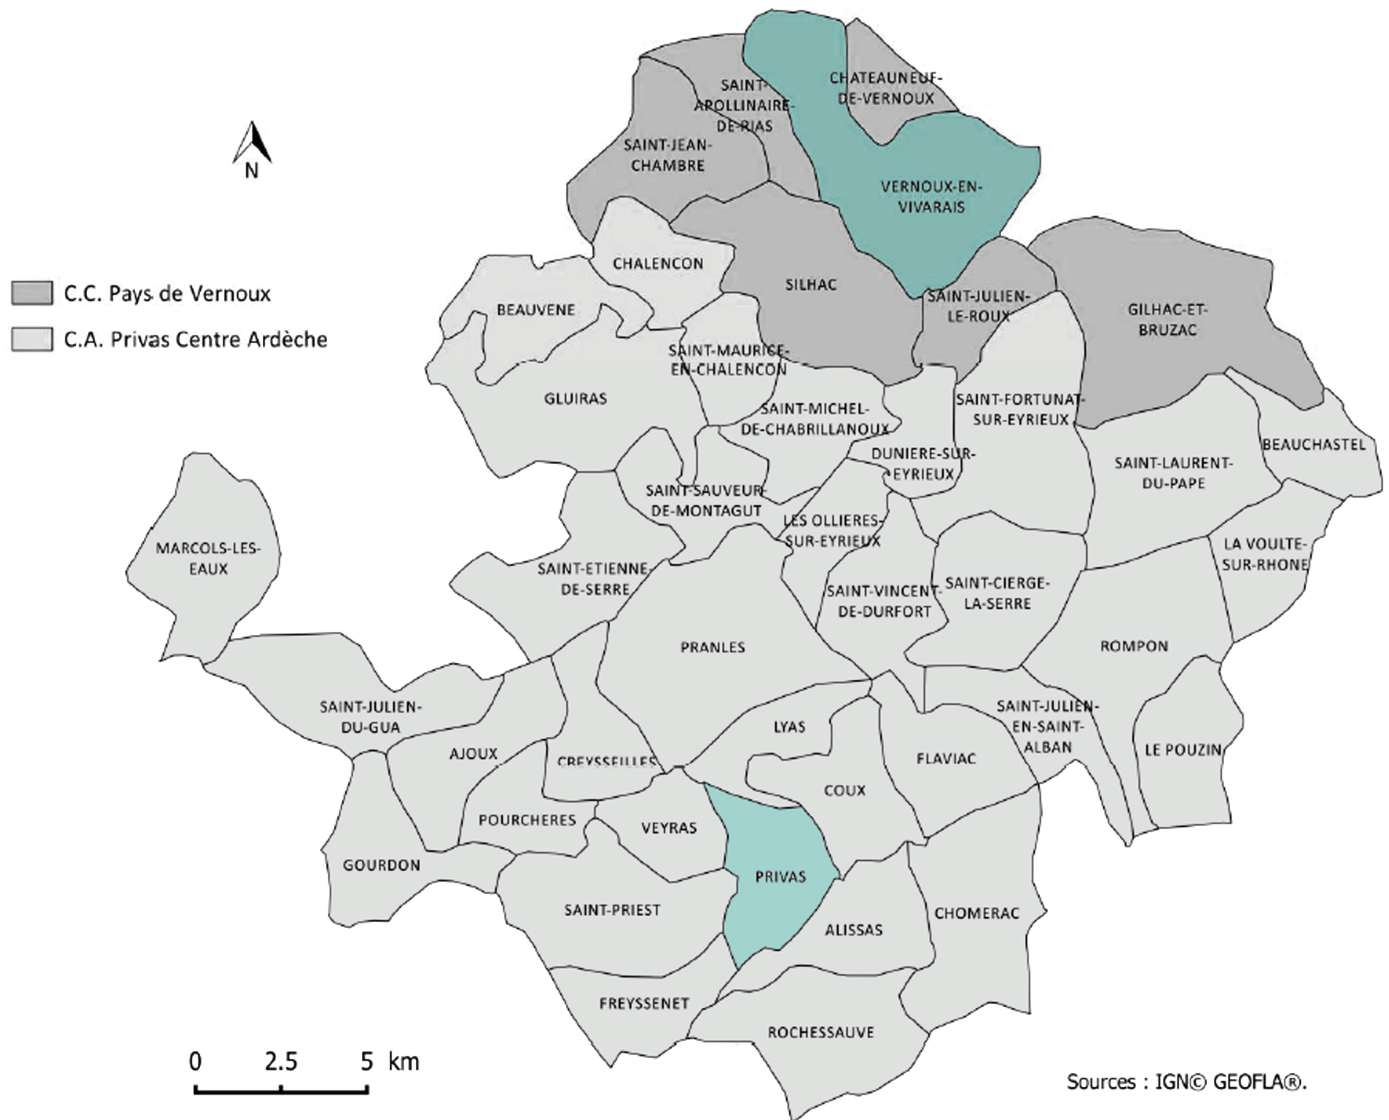 CHATEAUNEUF-
DE-VERNOUX
SAINT-
APOLLINAIRE-
DE-RIAS
SAINT-JEAN-
CHAMBRE
N
VERNOUX-EN-
VIVARAIS
CHALENCON
SILHAC
SAINT-JULIEN-
LE-ROUX
GILHAC-ET-
BRUZAC
C.C. Pays de Vernoux
C.A. Privas Centre Ardèche
BEAUVENE
SAINT-MAURICE-
EN-CHALENCON
GLUIRAS
SAINT-MICHEL-
DE-CHABRILLANOUX
SAINT-FORTUNAT-
SUR-EYRIEUX
DUNIERE-SUR-
EYRIEUX
SAINT-LAURENT-
DU-PAPE
BEAUCHASTEL
SAINT-SAUVEUR-
DE-MONTAGUT
LES OLLIERES-
SUR-EYRIEUX
LA VOULTE-
SUR-RHONE
MARCOLS-LES-
EAUX
SAINT-ETIENNE-
DE-SERRE
SAINT-VINCENT-
DE-DURFORT
SAINT-CIERGE-
LA-SERRE
PRANLES
ROMPON
SAINT-JULIEN-
DU-GUA
LYAS
SAINT-JULIEN-
EN-SAINT-
ALBAN
AJOUX
CREYSSEILLES
FLAVIAC
LE POUZIN
COUX
POURCHERES
VEYRAS
GOURDON
PRIVAS
SAINT-PRIEST
ALISSAS
CHOMERAC
FREYSSENET
ROCHESSAUVE
0 2.5 5 km
Sources : IGN© GEOFLA®.